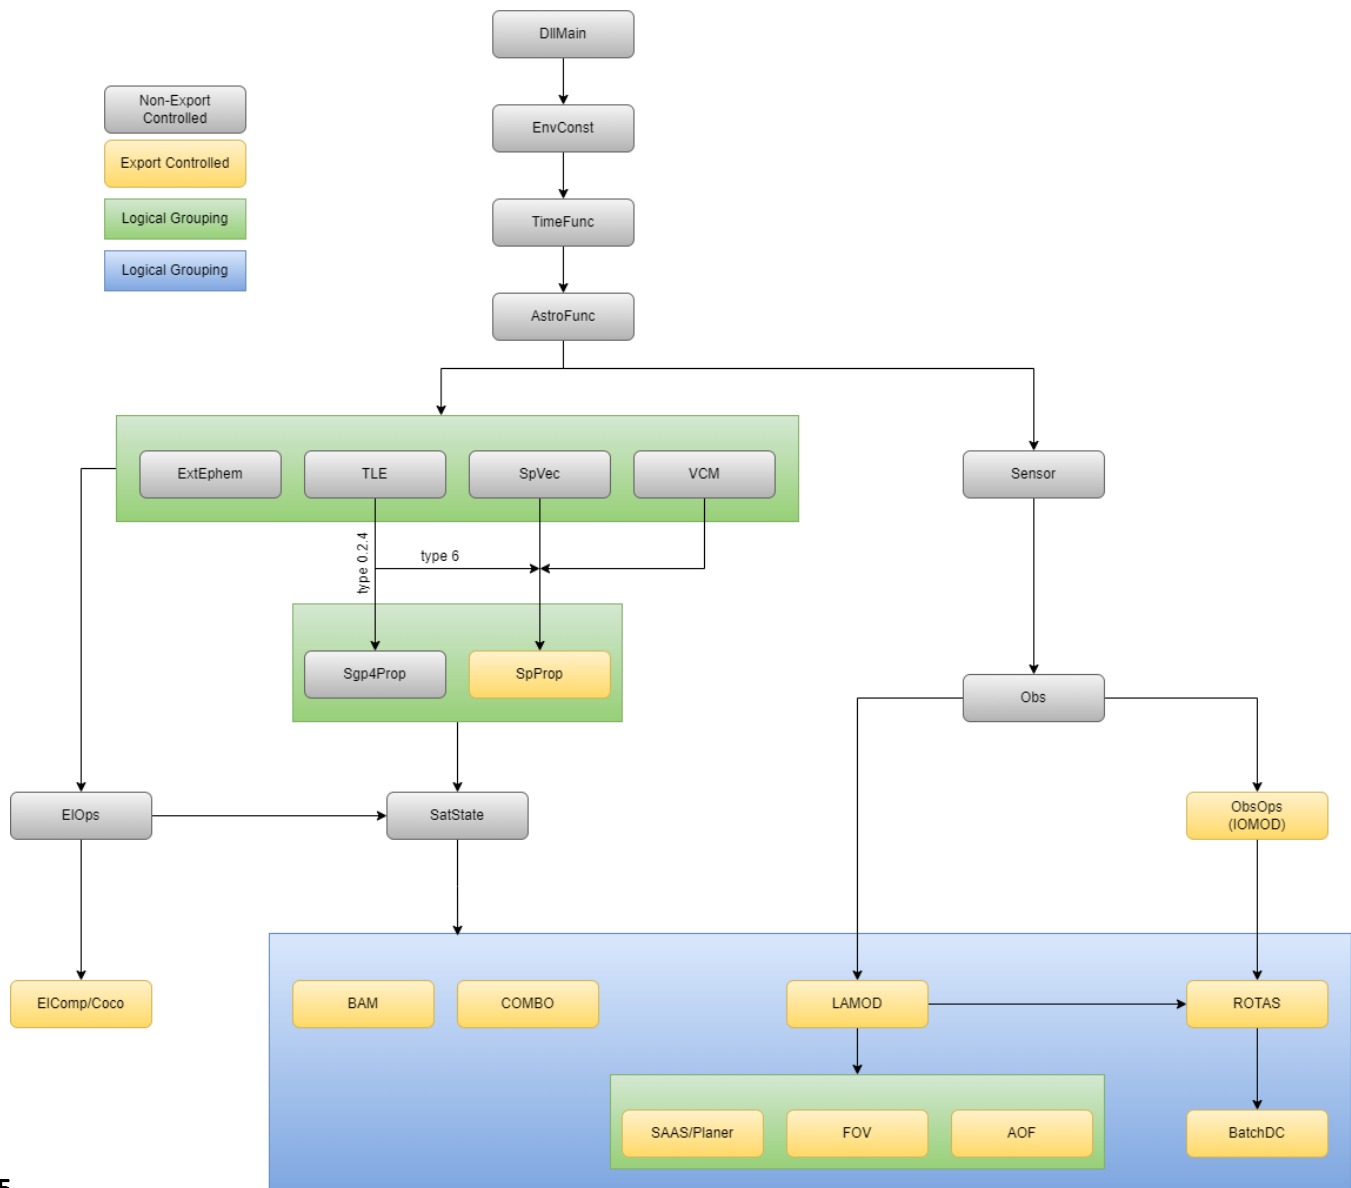 DllMain
Non-Export
Controlled
EnvConst
Export Controlled
TimeFunc
Logical Grouping
Logical Grouping
AstroFunc
ExtEphem
TLE
SpVec
VCM
Sensor
type 0.2.4
type 6
Sgp4Prop
SpProp
Obs
ElOps
SatState
ObsOps
(IOMOD)
ElComp/Coco
BAM
COMBO
LAMOD
ROTAS
SAAS/Planer
FOV
AOF
BatchDC